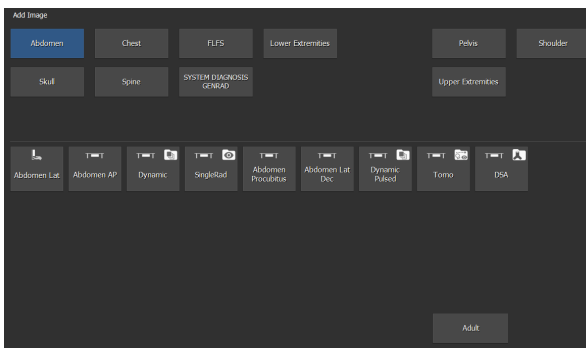 Add Image
Abdomen
Chest
FLFS
Lower Extremities
Pelvis
Shoulder
Skull
Spine
SYSTEM DIAGNOSIS
GENRAD
Upper Extremities
Abdomen Lat
Abdomen AP
Dynamic
SingleRad
Abdomen
Procubitus
Abdomen Lat
Dec
Dynamic
Pulsed
Tomo
DSA
Adult